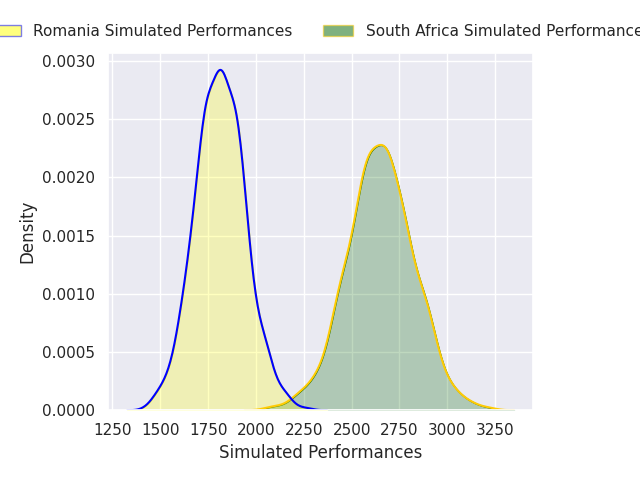 Romania Simulated Performances
South Africa Simulated Performance
0.0030
0.0025
0.0020
0.0015
0.0010
0.0005
0.0000
Density
1250 1500 1750 2000 2250 2500 2750 3000 3250
Simulated Performances